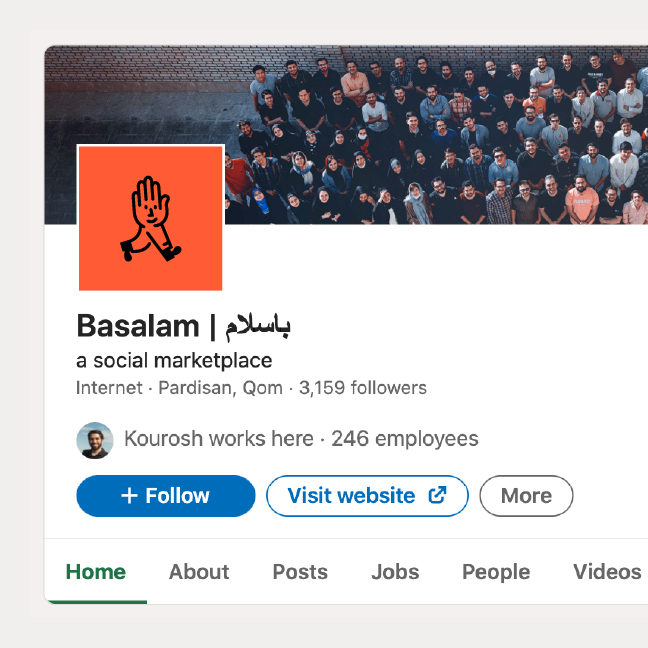 Basalam | باسلام
a social marketplace
Internet · Pardisan, Qom · 3,159 followers
Kourosh works here · 246 employees
+ Follow
Visit website
More
Home
About
Posts
Jobs
People
Videos